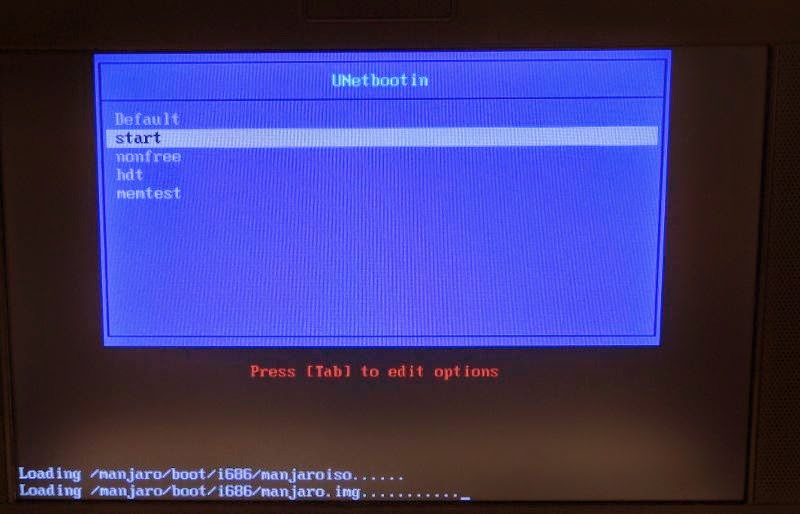 UNetbootin
Default
start
nonfree
hdt
memtest
Press [Tab] to edit options
Loading /manjaro/boot/i686/manjaroiso......
Loading /manjaro/boot/i686/manjaro.img..........._